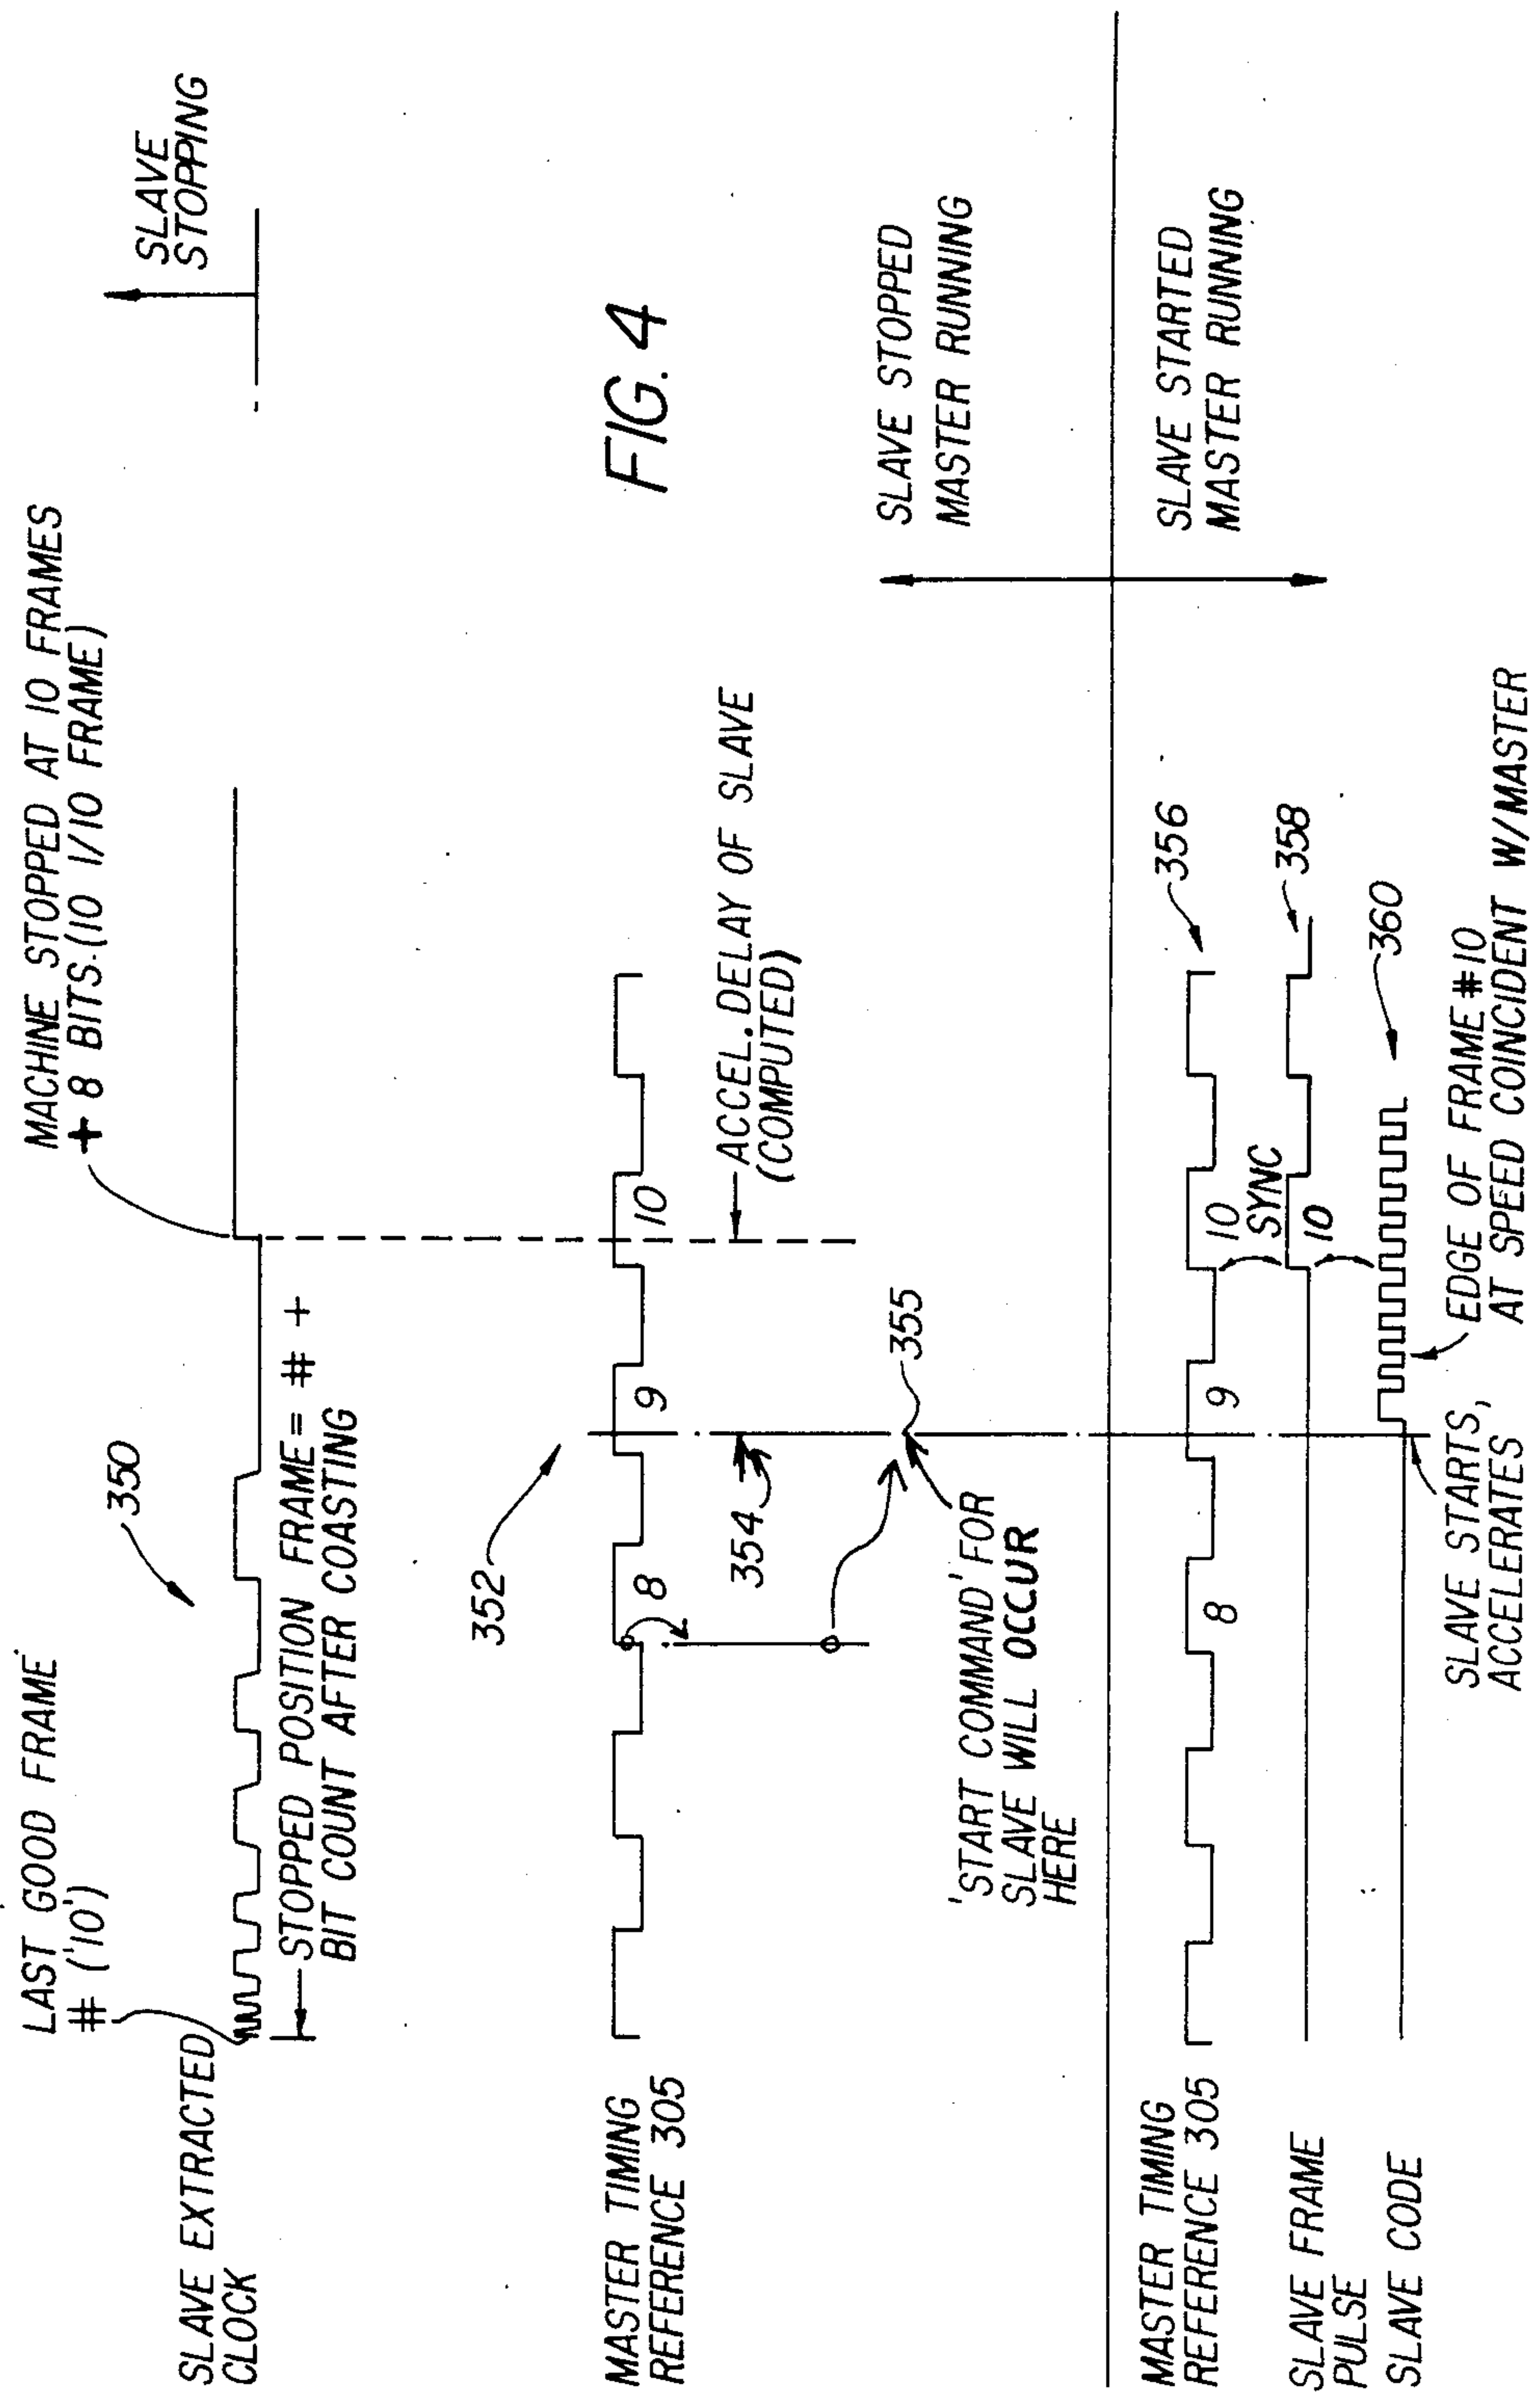 LAST GOOD FRAME
# ('10')
MACHINE STOPPED AT 10 FRAMES
+ 8 BITS (10 1/10 FRAME)
SLAVE
STOPPING
350
SLAVE EXTRACTED
CLOCK
STOPPED POSITION FRAME = # +
BIT COUNT AFTER COASTING
352
FIG. 4
MASTER TIMING
REFERENCE 305
8
9
10
354
ACCEL. DELAY OF SLAVE
(COMPUTED)
355
'START COMMAND' FOR
SLAVE WILL OCCUR
HERE
SLAVE STOPPED
MASTER RUNNING
SLAVE STARTED
MASTER RUNNING
MASTER TIMING
REFERENCE 305
8
9
10
356
SYNC
SLAVE FRAME
PULSE
10
358
SLAVE CODE
360
SLAVE STARTS,
ACCELERATES
EDGE OF FRAME #10
AT SPEED COINCIDENT W/MASTER